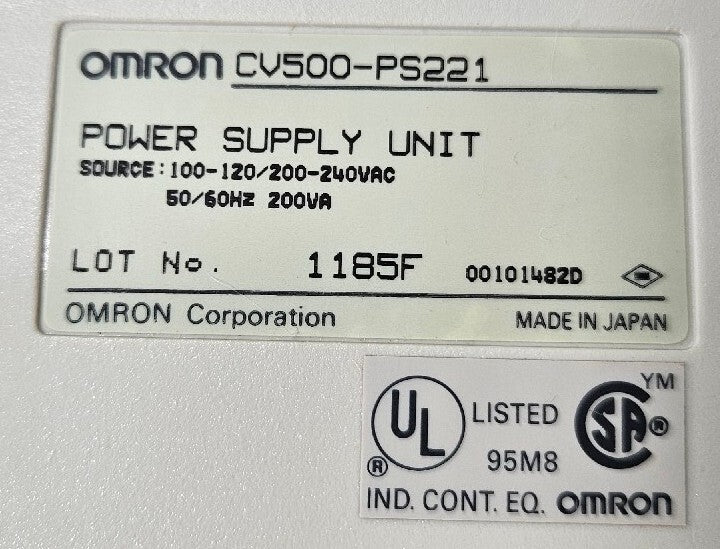 OMRON CV500-PS221
POWER SUPPLY UNIT
SOURCE: 100-120/200-240VAC
50/60HZ 200VA
LOT No. 1185F 00101482D
OMRON Corporation MADE IN JAPAN
YM
UL LISTED SA ®
® 95M8
IND. CONT. EQ. OMRON